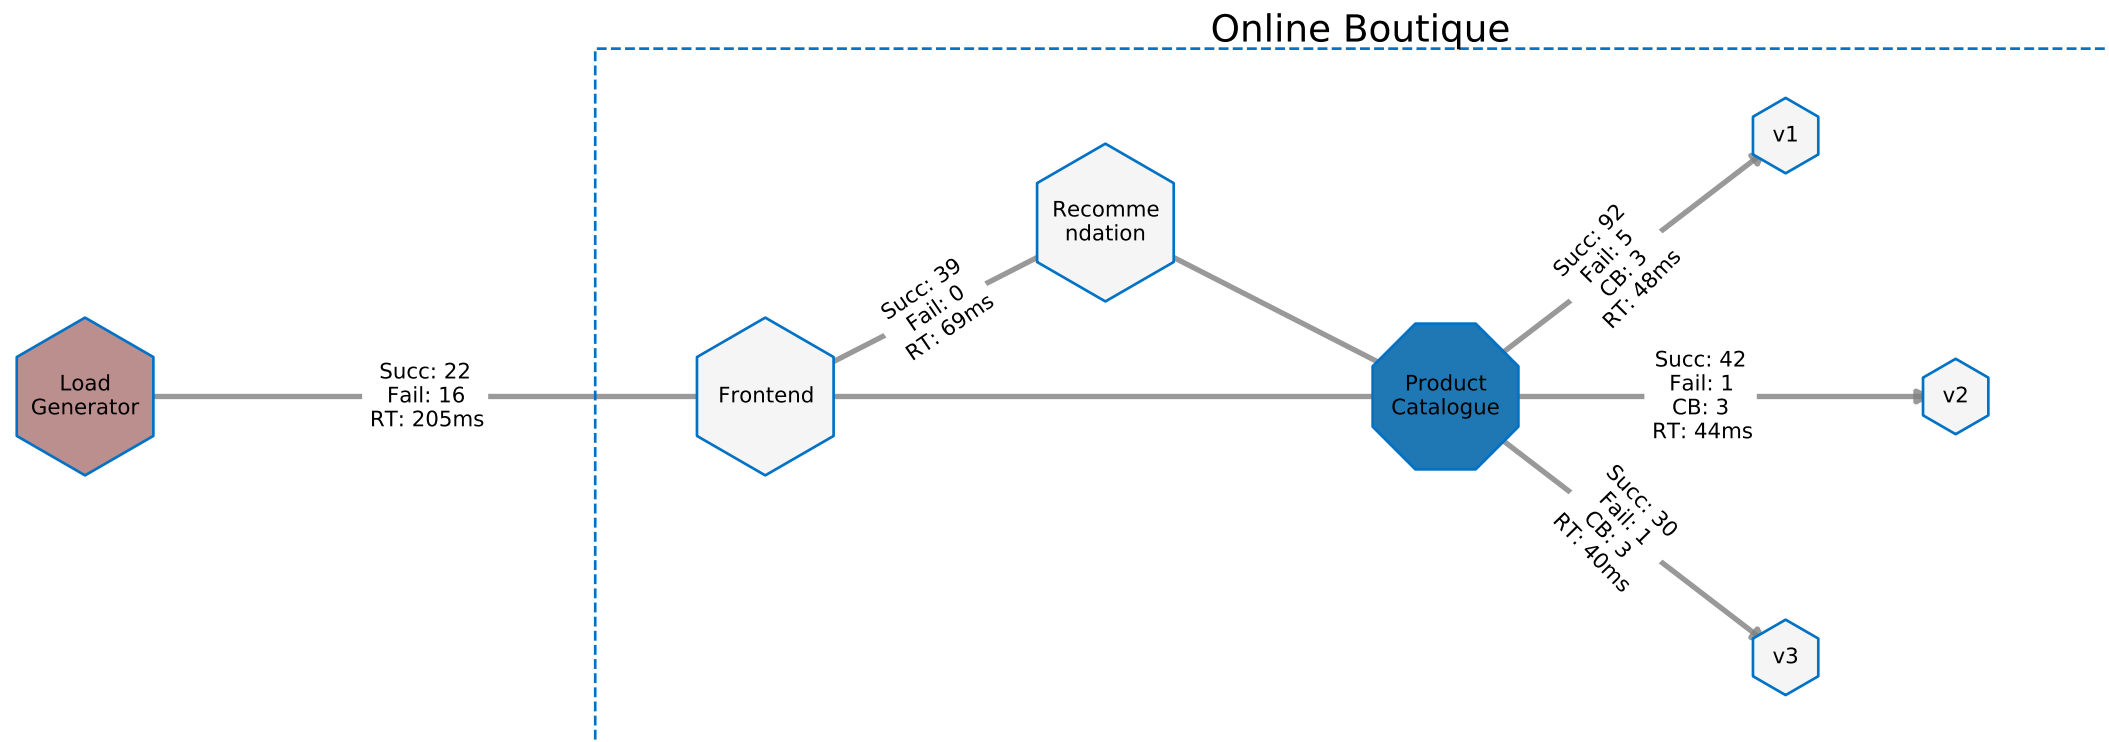 Online Boutique
Load
Generator
Succ: 22
Fail: 16
RT: 205ms
Frontend
Succ: 39
Fail: 0
RT: 69ms
Recomme
ndation
Product
Catalogue
Succ: 92
Fail: 5
CB: 3
RT: 48ms
v1
Succ: 42
Fail: 1
CB: 3
RT: 44ms
v2
Succ: 30
Fail: 1
CB: 3
RT: 40ms
v3